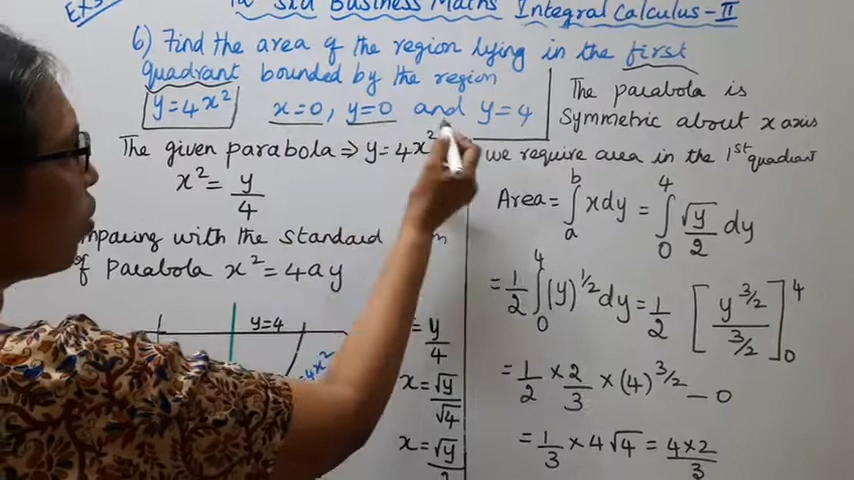 Business Maths Integral Calculus-II
6) Find the area of the region lying in the first
quadrant bounded by the region
y=4x² x=0, y=0 and y=4
The given parabola ⇒ y=4x²
x² = y/4
with the standard
of parabola x²=4ay
y=4
= y/4
x = √y/√4
x = √y
The parabola is
Symmetric about x axis
we require area in the 1st quadrant
Area = ∫ₐᵇ x dy = ∫₀⁴ √y/2 dy
= 1/2 ∫₀⁴ (y)^1/2 dy = 1/2 [y^3/2 / 3/2]₀⁴
= 1/2 × 2/3 × (4)^3/2 – 0
= 1/3 × 4√4 = 4×2/3